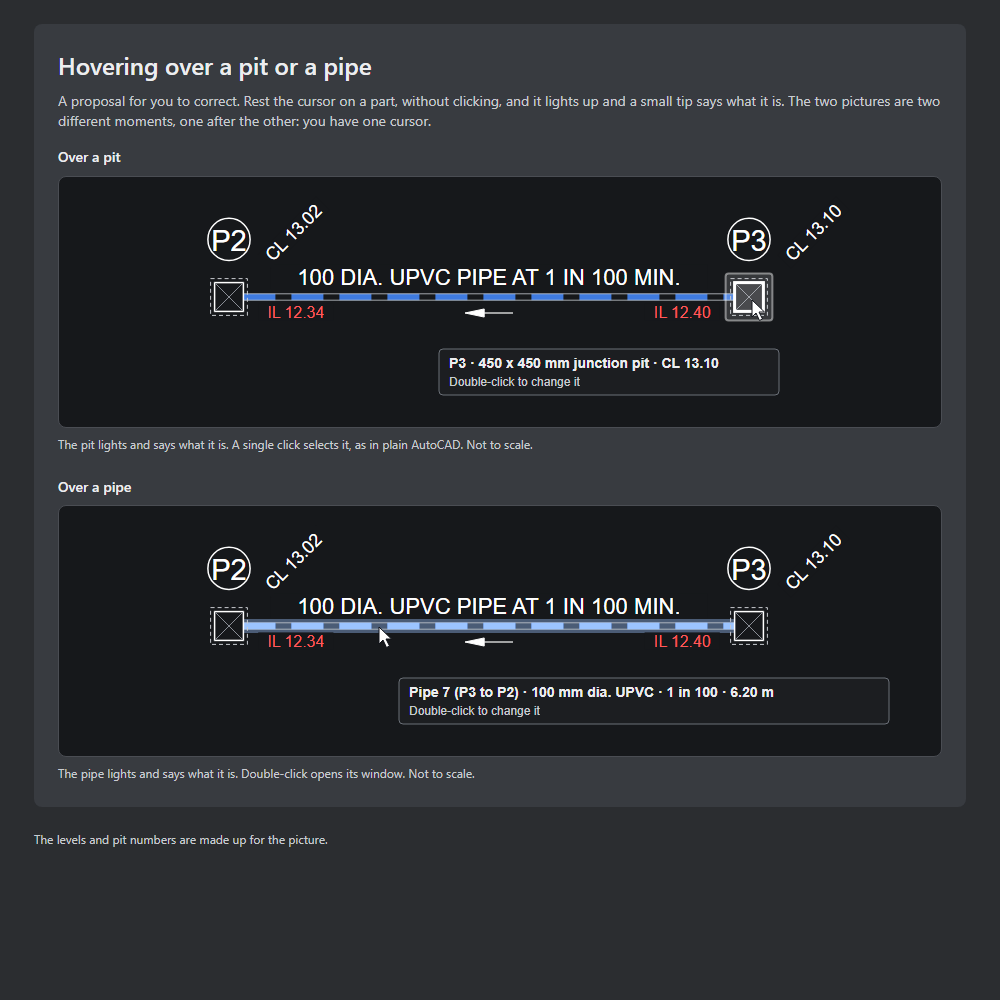 Hovering over a pit or a pipe
A proposal for you to correct. Rest the cursor on a part, without clicking, and it lights up and a small tip says what it is. The two pictures are two
different moments, one after the other: you have one cursor.
Over a pit
P2
CL 13.02
P3
CL 13.10
100 DIA. UPVC PIPE AT 1 IN 100 MIN.
IL 12.34
IL 12.40
P3 · 450 x 450 mm junction pit · CL 13.10
Double-click to change it
The pit lights and says what it is. A single click selects it, as in plain AutoCAD. Not to scale.
Over a pipe
P2
CL 13.02
P3
CL 13.10
100 DIA. UPVC PIPE AT 1 IN 100 MIN.
IL 12.34
IL 12.40
Pipe 7 (P3 to P2) · 100 mm dia. UPVC · 1 in 100 · 6.20 m
Double-click to change it
The pipe lights and says what it is. Double-click opens its window. Not to scale.
The levels and pit numbers are made up for the picture.